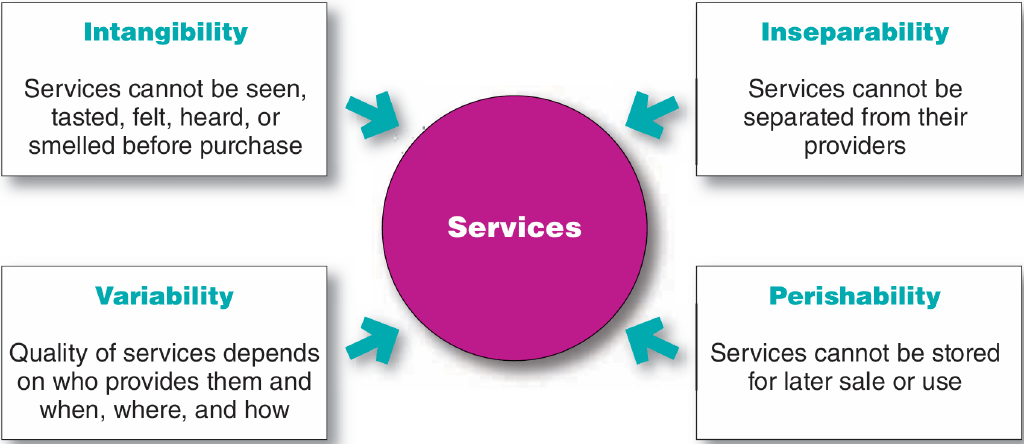 Intangibility
Services cannot be seen,
tasted, felt, heard, or
smelled before purchase
Inseparability
Services cannot be
separated from their
providers
Services
Variability
Quality of services depends
on who provides them and
when, where, and how
Perishability
Services cannot be stored
for later sale or use